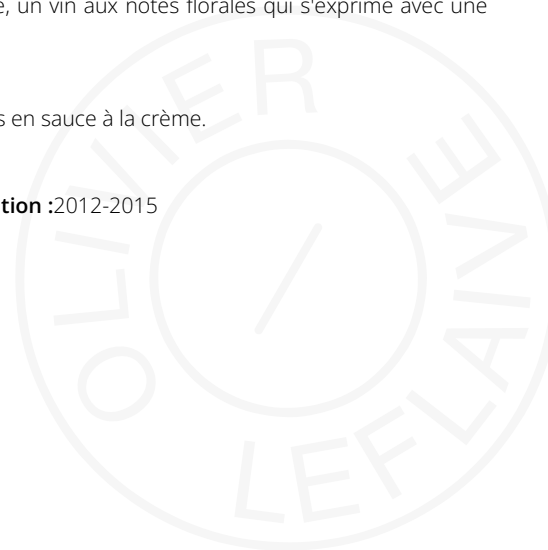 , un vin aux notes florales qui s'exprime avec une
s en sauce à la crème.
tion :2012-2015
OLIVIER
LEFLAIVE